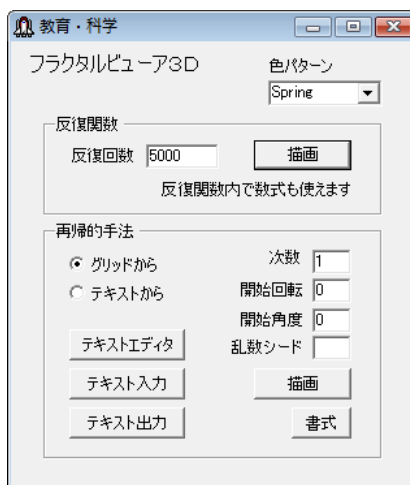 教育・科学
フラクタルビューア3D
色パターン
Spring
反復関数
反復回数 5000 描画
反復関数内で数式も使えます
再帰的手法
グリッドから
テキストから
次数 1
開始回転 0
開始角度 0
乱数シード
テキストエディタ
テキスト入力 描画
テキスト出力 書式